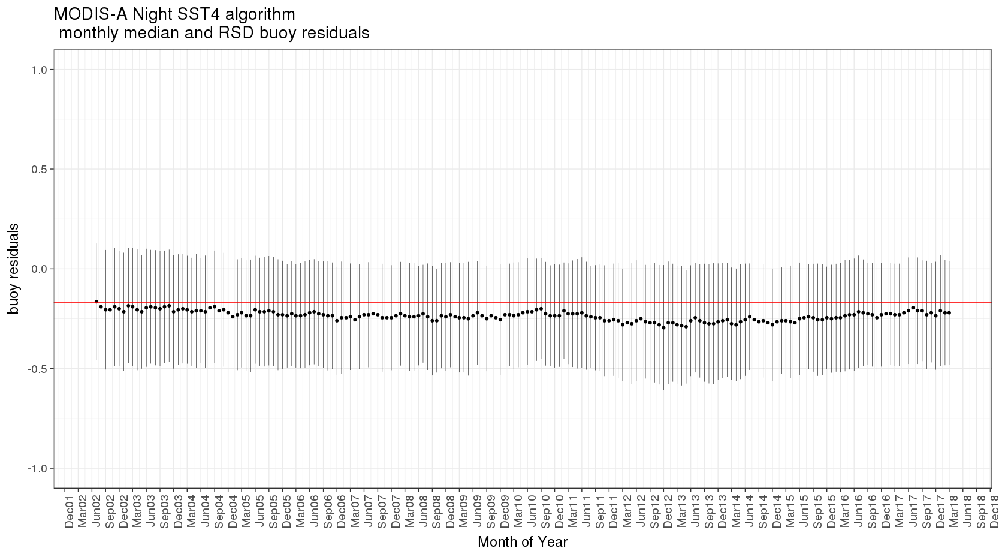 MODIS-A Night SST4 algorithm
monthly median and RSD buoy residuals
1.0
0.5
0.0
-0.5
-1.0
buoy residuals
Dec01 Mar02 Jun02 Sep02 Dec02 Mar03 Jun03 Sep03 Dec03 Mar04 Jun04 Sep04 Dec04 Mar05 Jun05 Sep05 Dec05 Mar06 Jun06 Sep06 Dec06 Mar07 Jun07 Sep07 Dec07 Mar08 Jun08 Sep08 Dec08 Mar09 Jun09 Sep09 Dec09 Mar10 Jun10 Sep10 Dec10 Mar11 Jun11 Sep11 Dec11 Mar12 Jun12 Sep12 Dec12 Mar13 Jun13 Sep13 Dec13 Mar14 Jun14 Sep14 Dec14 Mar15 Jun15 Sep15 Dec15 Mar16 Jun16 Sep16 Dec16 Mar17 Jun17 Sep17 Dec17 Mar18 Jun18 Sep18 Dec18
Month of Year